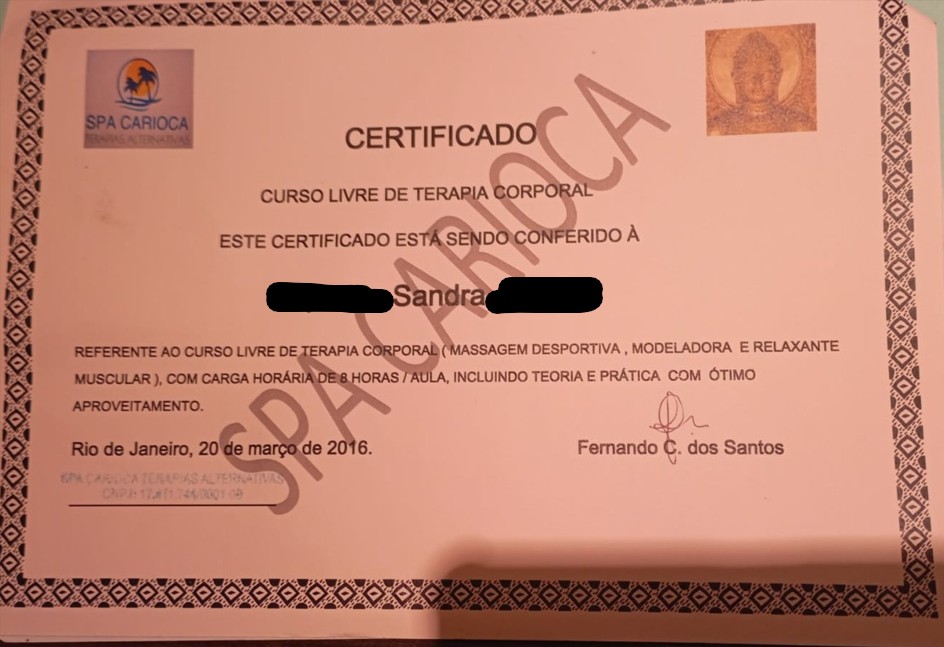 SPA CARIOCA
TERAPIAS ALTERNATIVAS
CERTIFICADO
CURSO LIVRE DE TERAPIA CORPORAL
ESTE CERTIFICADO ESTÁ SENDO CONFERIDO À
Sandra
REFERENTE AO CURSO LIVRE DE TERAPIA CORPORAL ( MASSAGEM DESPORTIVA , MODELADORA E RELAXANTE
MUSCULAR ), COM CARGA HORÁRIA DE 8 HORAS / AULA, INCLUINDO TEORIA E PRÁTICA COM ÓTIMO
APROVEITAMENTO.
Rio de Janeiro, 20 de março de 2016.
Fernando C. dos Santos
SPA CARIOCA TERAPIAS ALTERNATIVAS
CNPJ:
SPA CARIOCA